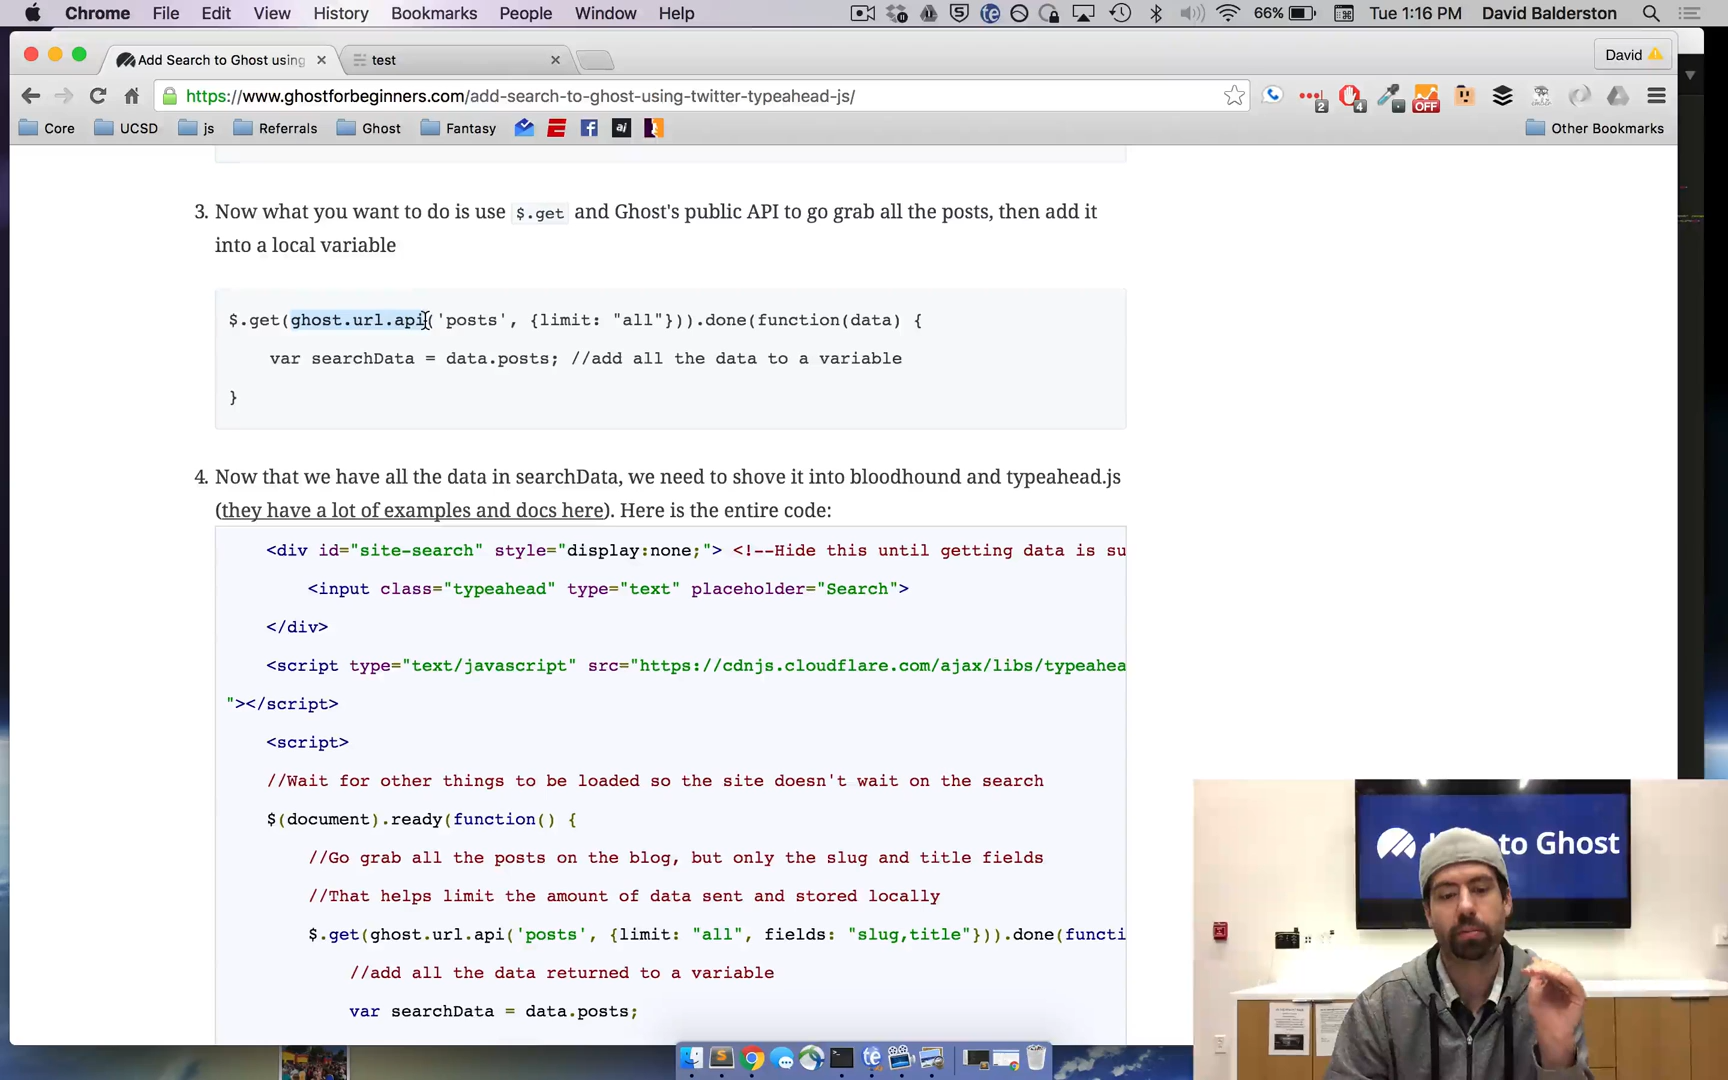 Chrome File Edit View History Bookmarks People Window Help 66% Tue 1:16 PM David Balderston
Add Search to Ghost using
test
David
https://www.ghostforbeginners.com/add-search-to-ghost-using-twitter-typeahead-js/
2 4 OFF
Core UCSD js Referrals Ghost Fantasy ai Other Bookmarks
3. Now what you want to do is use $.get and Ghost's public API to go grab all the posts, then add it
into a local variable
$.get(ghost.url.api('posts', {limit: "all"})).done(function(data) {
var searchData = data.posts; //add all the data to a variable
}
4. Now that we have all the data in searchData, we need to shove it into bloodhound and typeahead.js
(they have a lot of examples and docs here). Here is the entire code:
<div id="site-search" style="display:none;"> <!--Hide this until getting data is su
<input class="typeahead" type="text" placeholder="Search">
</div>
<script type="text/javascript" src="https://cdnjs.cloudflare.com/ajax/libs/typeahea
"></script>
<script>
//Wait for other things to be loaded so the site doesn't wait on the search
$(document).ready(function() {
//Go grab all the posts on the blog, but only the slug and title fields
//That helps limit the amount of data sent and stored locally
$.get(ghost.url.api('posts', {limit: "all", fields: "slug,title"})).done(functi
//add all the data returned to a variable
var searchData = data.posts;
to Ghost